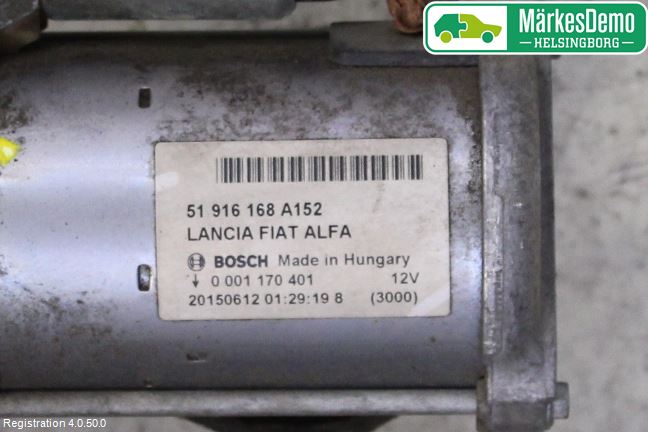 MärkesDemo
HELSINGBORG
51 916 168 A152
LANCIA FIAT ALFA
BOSCH Made in Hungary
0 001 170 401 12V
20150612 01:29:19 8 (3000)
Registration 4.0.50.0